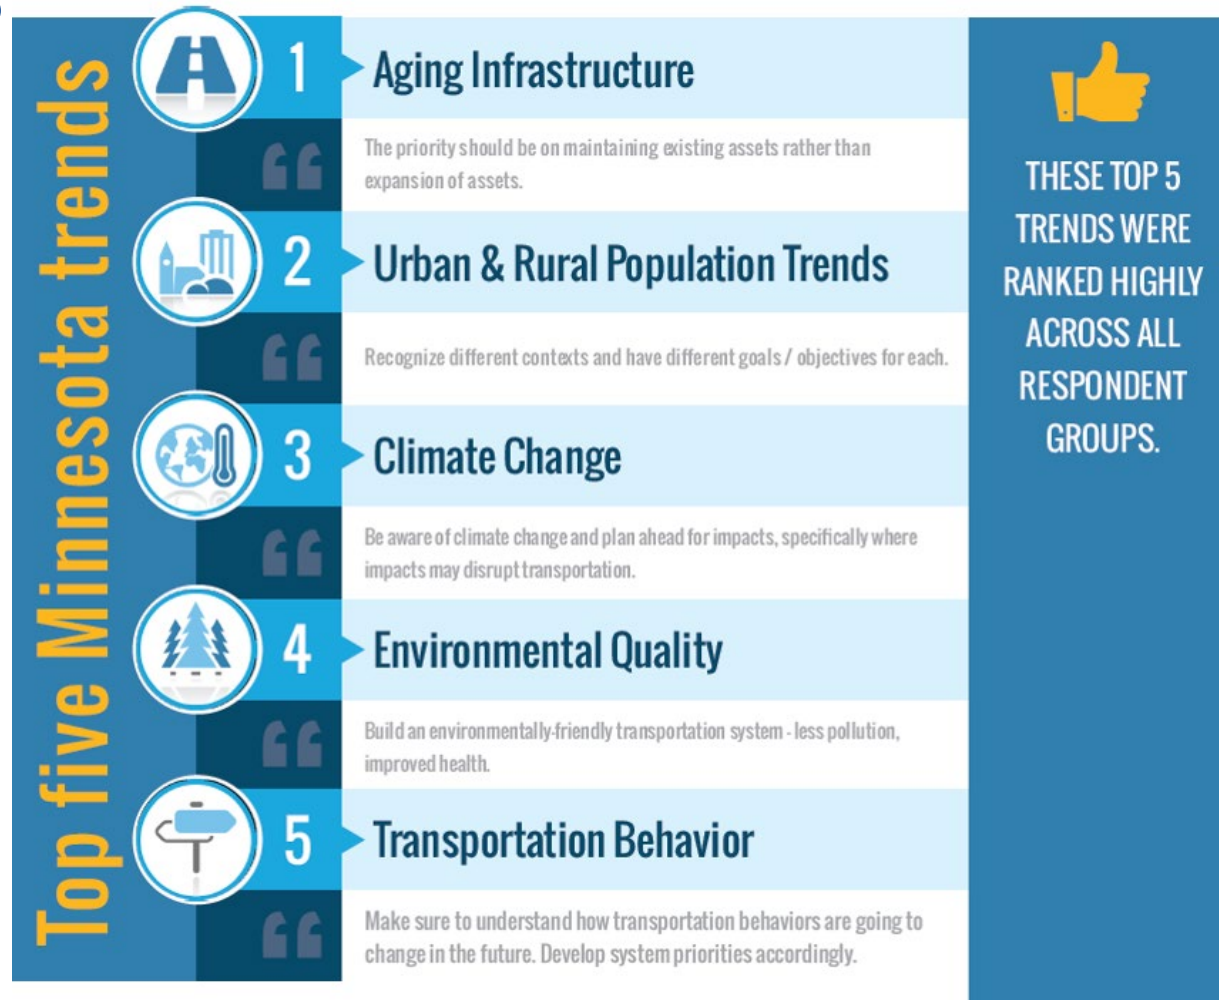 Top five Minnesota trends
1
Aging Infrastructure
The priority should be on maintaining existing assets rather than
expansion of assets.
2
Urban & Rural Population Trends
Recognize different contexts and have different goals / objectives for each.
3
Climate Change
Be aware of climate change and plan ahead for impacts, specifically where
impacts may disrupt transportation.
4
Environmental Quality
Build an environmentally-friendly transportation system - less pollution,
improved health.
5
Transportation Behavior
Make sure to understand how transportation behaviors are going to
change in the future. Develop system priorities accordingly.
THESE TOP 5
TRENDS WERE
RANKED HIGHLY
ACROSS ALL
RESPONDENT
GROUPS.